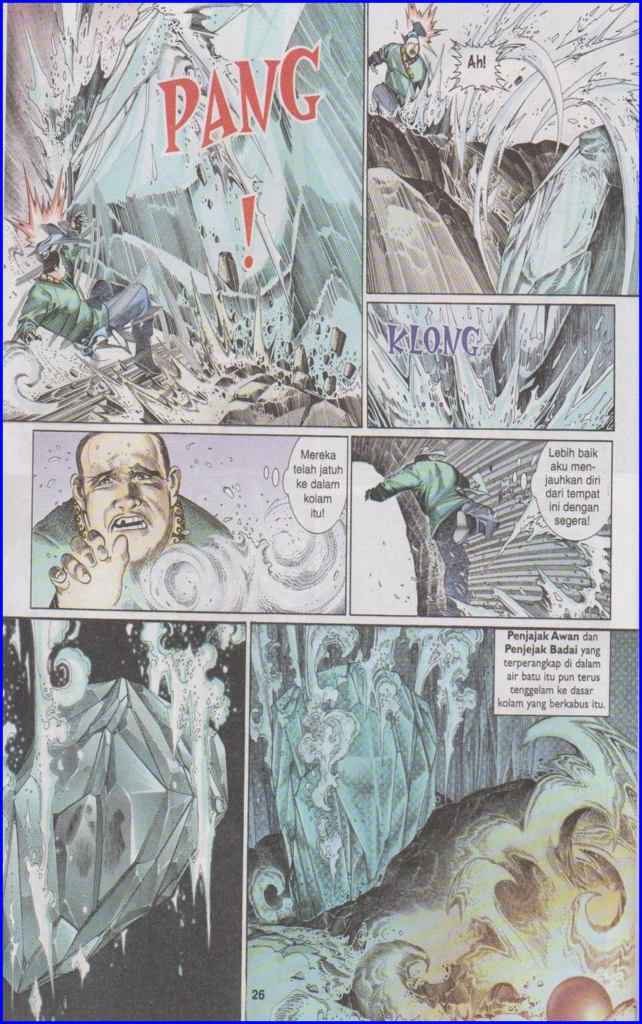 PANG
!
Ah!
KLONG
...
Mereka
telah jatuh
ke dalam
kolam
itu!
Lebih baik
aku men-
jauhkan diri
dari tempat
ini dengan
segera!
Penjajak Awan dan
Penjejak Badai yang
terperangkap di dalam
air batu itu pun terus
tenggelam ke dasar
kolam yang berkabus itu.
26